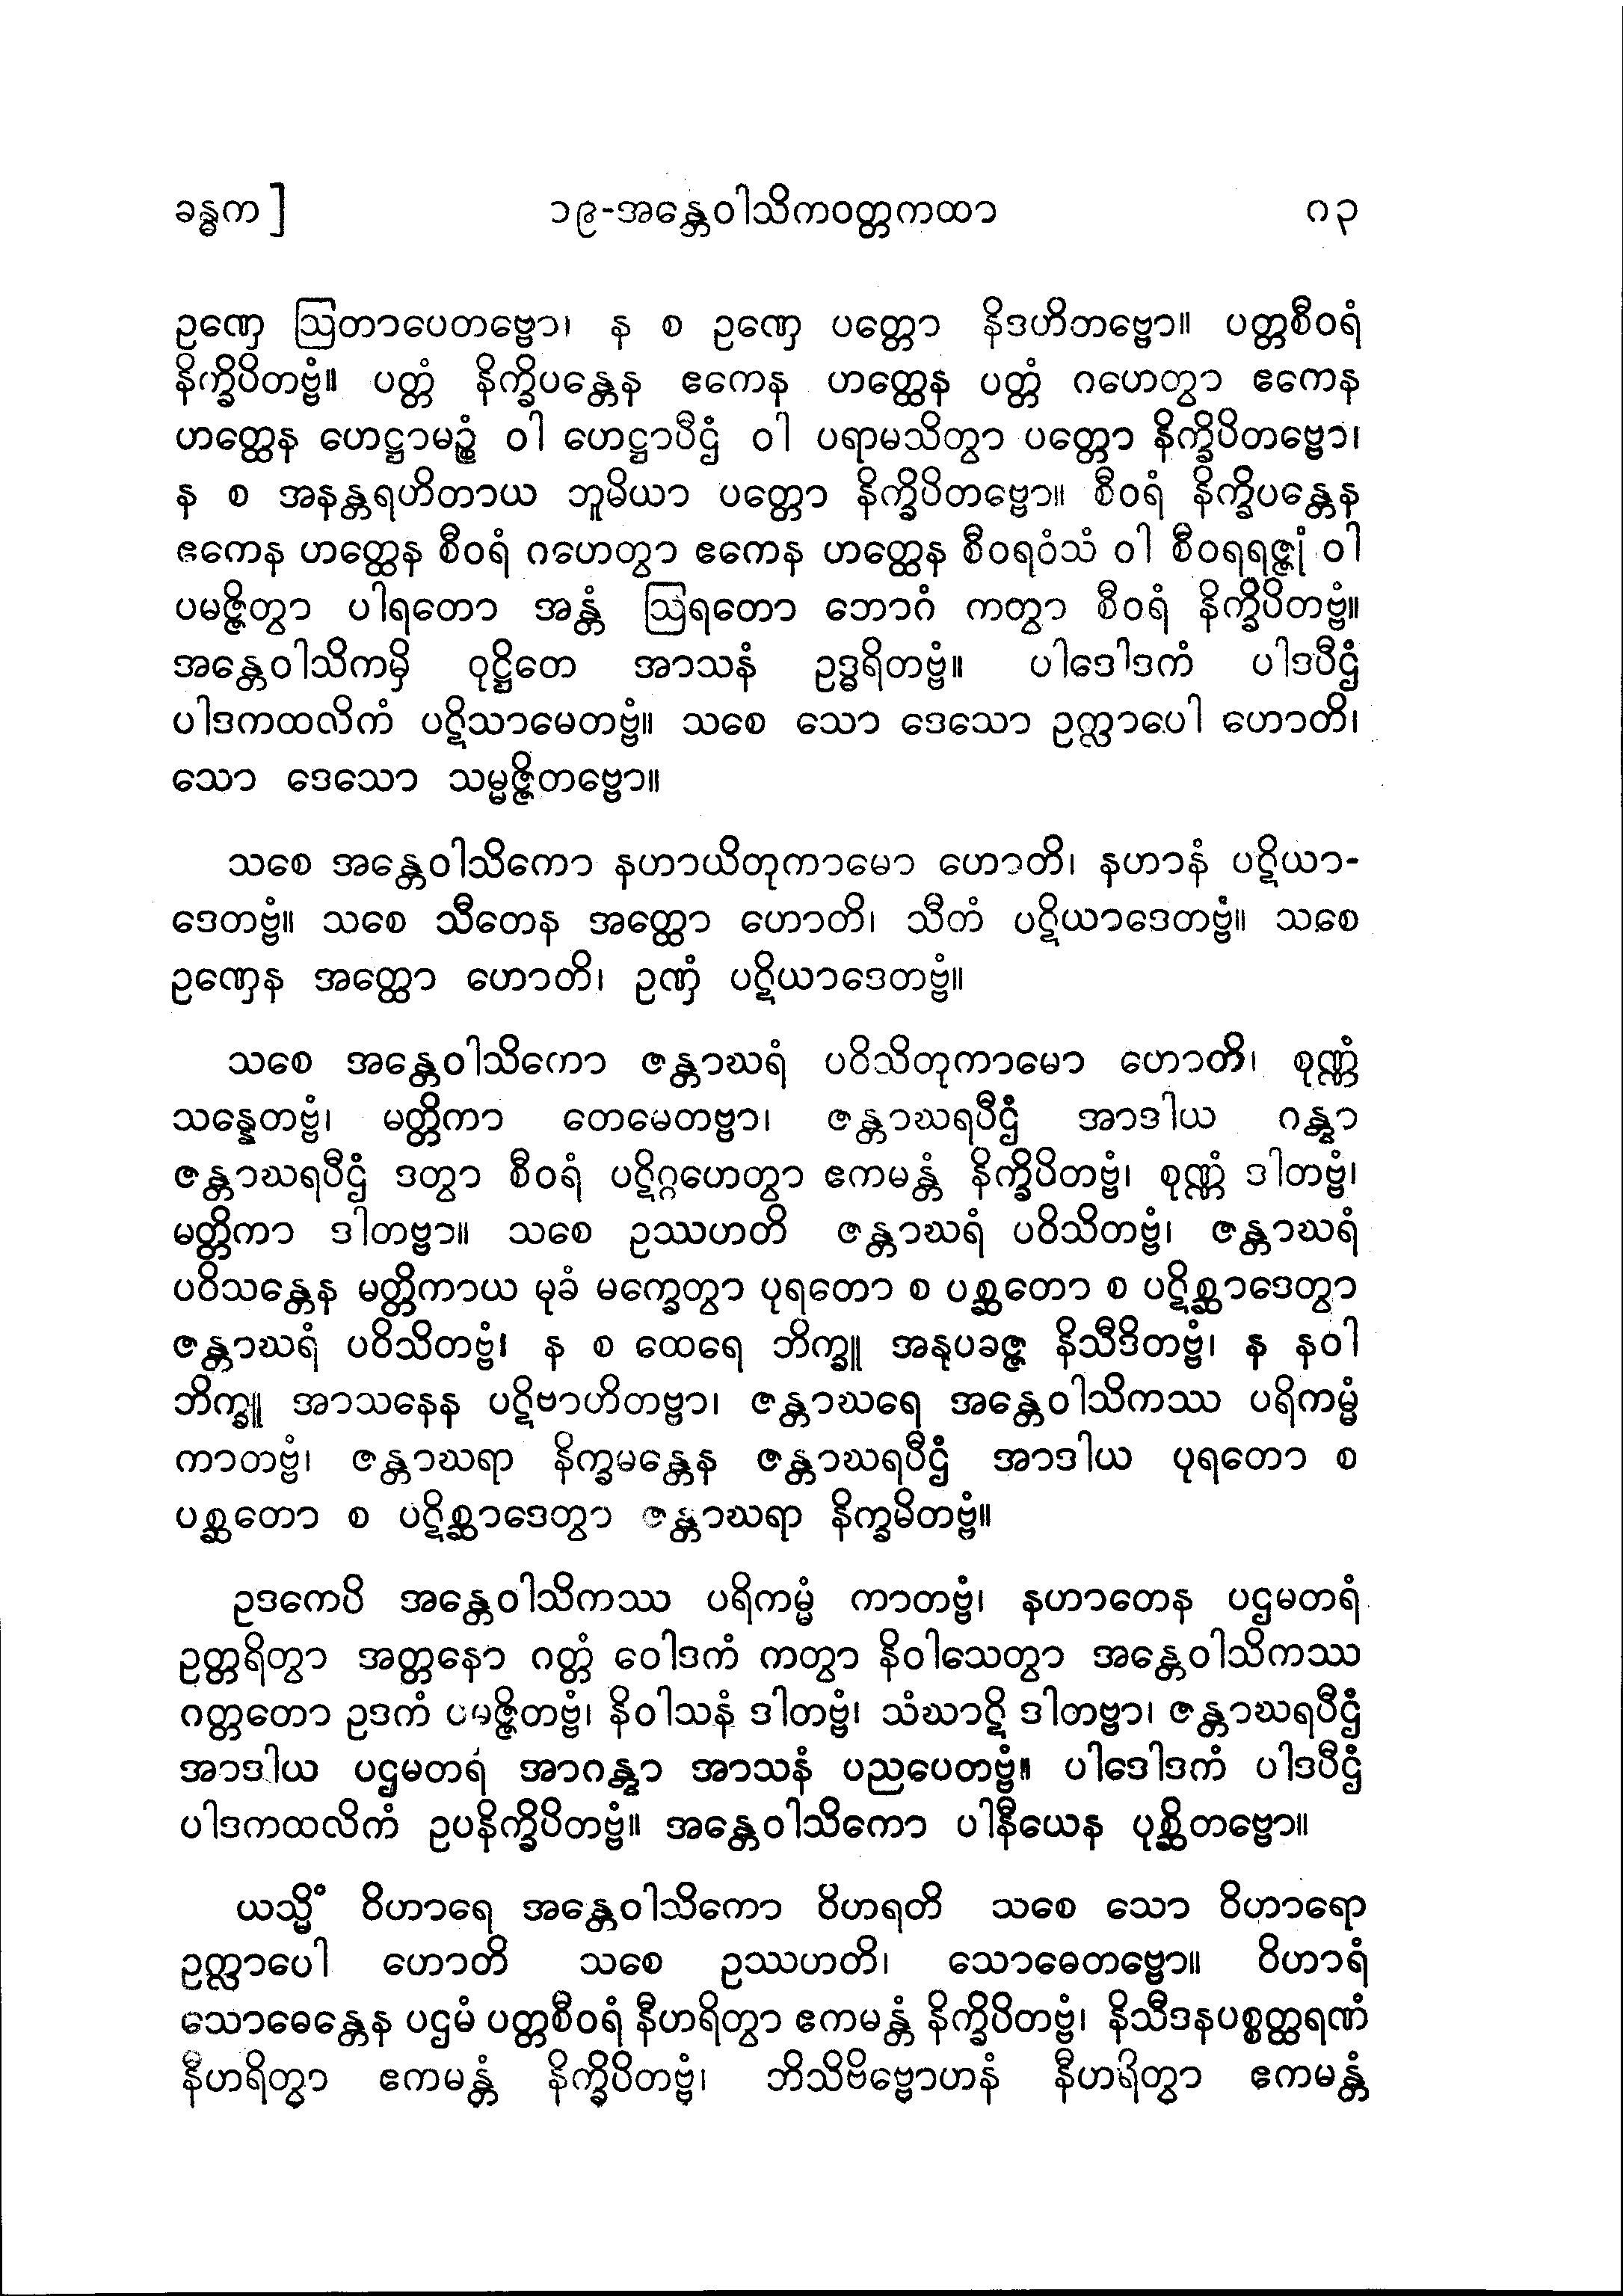 ခန္ဓက] ၁၉-အန္တေဝါသိကဝတ္တကထာ ၈၃
ဥဏှေ ဩတာပေတဗ္ဗော၊ န စ ဥဏှေ ပတ္တော နိဒဟိတဗ္ဗော။ ပတ္တစီဝရံ
နိက္ခိပိတဗ္ဗံ။ ပတ္တံ နိက္ခိပန္တေန ဧကေန ဟတ္ထေန ပတ္တံ ဂဟေတွာ ဧကေန
ဟတ္ထေန ဟေဋ္ဌာမဉ္စံ ဝါ ဟေဋ္ဌာပီဌံ ဝါ ပရာမသိတွာ ပတ္တော နိက္ခိပိတဗ္ဗော၊
န စ အနန္တရဟိတာယ ဘူမိယာ ပတ္တော နိက္ခိပိတဗ္ဗော။ စီဝရံ နိက္ခိပန္တေန
ဧကေန ဟတ္ထေန စီဝရံ ဂဟေတွာ ဧကေန ဟတ္ထေန စီဝရဝံသံ ဝါ စီဝရရဇ္ဇုံ ဝါ
ပမဇ္ဇိတွာ ပါရတော အန္တံ ဩရတော ဘောဂံ ကတွာ စီဝရံ နိက္ခိပိတဗ္ဗံ။
အန္တေဝါသိကမှိ ဝုဋ္ဌိတေ အာသနံ ဥဒ္ဓရိတဗ္ဗံ။ ပါဒေါဒကံ ပါဒပီဌံ
ပါဒကထလိကံ ပဋိသာမေတဗ္ဗံ။ သစေ သော ဒေသော ဥက္လာပေါ ဟောတိ၊
သော ဒေသော သမ္မဇ္ဇိတဗ္ဗော။
သစေ အန္တေဝါသိကော နဟာယိတုကာမော ဟောတိ၊ နဟာနံ ပဋိယာ-
ဒေတဗ္ဗံ။ သစေ သီတေန အတ္ထော ဟောတိ၊ သီတံ ပဋိယာဒေတဗ္ဗံ။ သစေ
ဥဏှေန အတ္ထော ဟောတိ၊ ဥဏှံ ပဋိယာဒေတဗ္ဗံ။
သစေ အန္တေဝါသိကော ဇန္တာဃရံ ပဝိသိတုကာမော ဟောတိ၊ စုဏ္ဏံ
သန္နေတဗ္ဗံ၊ မတ္တိကာ တေမေတဗ္ဗာ၊ ဇန္တာဃရပီဌံ အာဒါယ ဂန္တွာ
ဇန္တာဃရပီဌံ ဒတွာ စီဝရံ ပဋိဂ္ဂဟေတွာ ဧကမန္တံ နိက္ခိပိတဗ္ဗံ၊ စုဏ္ဏံ ဒါတဗ္ဗံ၊
မတ္တိကာ ဒါတဗ္ဗာ။ သစေ ဥဿဟတိ ဇန္တာဃရံ ပဝိသိတဗ္ဗံ၊ ဇန္တာဃရံ
ပဝိသန္တေန မတ္တိကာယ မုခံ မက္ခေတွာ ပုရတော စ ပစ္ဆတော စ ပဋိစ္ဆာဒေတွာ
ဇန္တာဃရံ ပဝိသိတဗ္ဗံ၊ န စ ထေရေ ဘိက္ခူ အနုပခဇ္ဇ နိသီဒိတဗ္ဗံ၊ န နဝါ
ဘိက္ခူ အာသနေန ပဋိဗာဟိတဗ္ဗာ၊ ဇန္တာဃရေ အန္တေဝါသိကဿ ပရိကမ္မံ
ကာတဗ္ဗံ၊ ဇန္တာဃရာ နိက္ခမန္တေန ဇန္တာဃရပီဌံ အာဒါယ ပုရတော စ
ပစ္ဆတော စ ပဋိစ္ဆာဒေတွာ ဇန္တာဃရာ နိက္ခမိတဗ္ဗံ။
ဥဒကေပိ အန္တေဝါသိကဿ ပရိကမ္မံ ကာတဗ္ဗံ၊ နဟာတေန ပဌမတရံ
ဥတ္တရိတွာ အတ္တနော ဂတ္တံ ဝေါဒကံ ကတွာ နိဝါသေတွာ အန္တေဝါသိကဿ
ဂတ္တတော ဥဒကံ ပမဇ္ဇိတဗ္ဗံ၊ နိဝါသနံ ဒါတဗ္ဗံ၊ သံဃာဋိ ဒါတဗ္ဗာ၊ ဇန္တာဃရပီဌံ
အာဒါယ ပဌမတရံ အာဂန္တွာ အာသနံ ပညပေတဗ္ဗံ။ ပါဒေါဒကံ ပါဒပီဌံ
ပါဒကထလိကံ ဥပနိက္ခိပိတဗ္ဗံ။ အန္တေဝါသိကော ပါနီယေန ပုစ္ဆိတဗ္ဗော။
ယသ္မိံ ဝိဟာရေ အန္တေဝါသိကော ဝိဟရတိ သစေ သော ဝိဟာရော
ဥက္လာပေါ ဟောတိ သစေ ဥဿဟတိ၊ သောဓေတဗ္ဗော။ ဝိဟာရံ
သောဓေန္တေန ပဌမံ ပတ္တစီဝရံ နီဟရိတွာ ဧကမန္တံ နိက္ခိပိတဗ္ဗံ၊ နိသီဒနပစ္စတ္ထရဏံ
နီဟရိတွာ ဧကမန္တံ နိက္ခိပိတဗ္ဗံ၊ ဘိသိဗိဗ္ဗောဟနံ နီဟရိတွာ ဧကမန္တံ